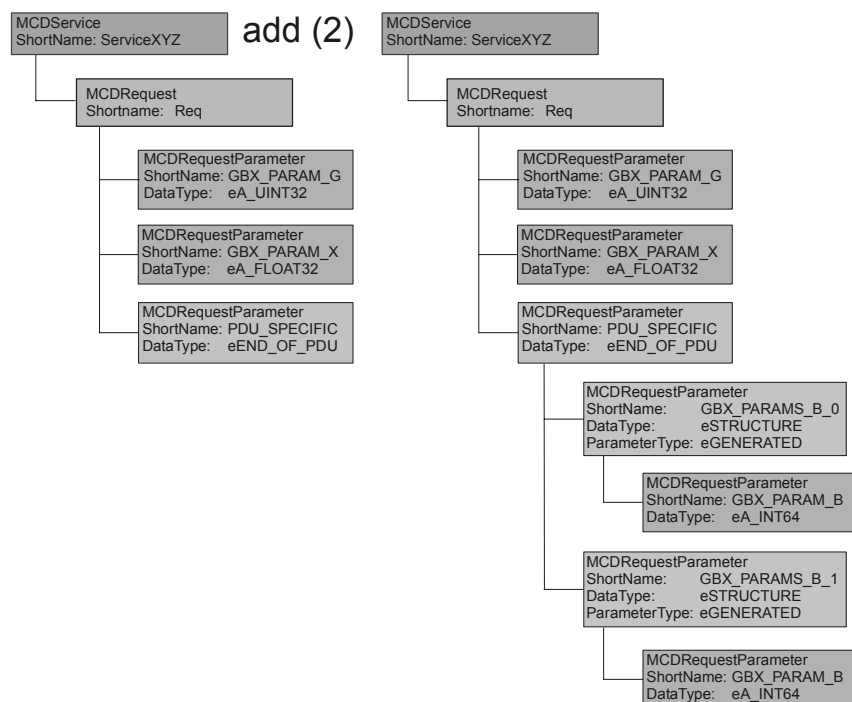 MCDService
ShortName: ServiceXYZ
MCDRequest
Shortname: Req
MCDRequestParameter
ShortName: GBX_PARAM_G
DataType: eA_UINT32
MCDRequestParameter
ShortName: GBX_PARAM_X
DataType: eA_FLOAT32
MCDRequestParameter
ShortName: PDU_SPECIFIC
DataType: eEND_OF_PDU
add (2)
MCDService
ShortName: ServiceXYZ
MCDRequest
Shortname: Req
MCDRequestParameter
ShortName: GBX_PARAM_G
DataType: eA_UINT32
MCDRequestParameter
ShortName: GBX_PARAM_X
DataType: eA_FLOAT32
MCDRequestParameter
ShortName: PDU_SPECIFIC
DataType: eEND_OF_PDU
MCDRequestParameter
ShortName: GBX_PARAMS_B_0
DataType: eSTRUCTURE
ParameterType: eGENERATED
MCDRequestParameter
ShortName: GBX_PARAM_B
DataType: eA_INT64
MCDRequestParameter
ShortName: GBX_PARAMS_B_1
DataType: eSTRUCTURE
ParameterType: eGENERATED
MCDRequestParameter
ShortName: GBX_PARAM_B
DataType: eA_INT64